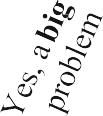 Yes, a big
problem